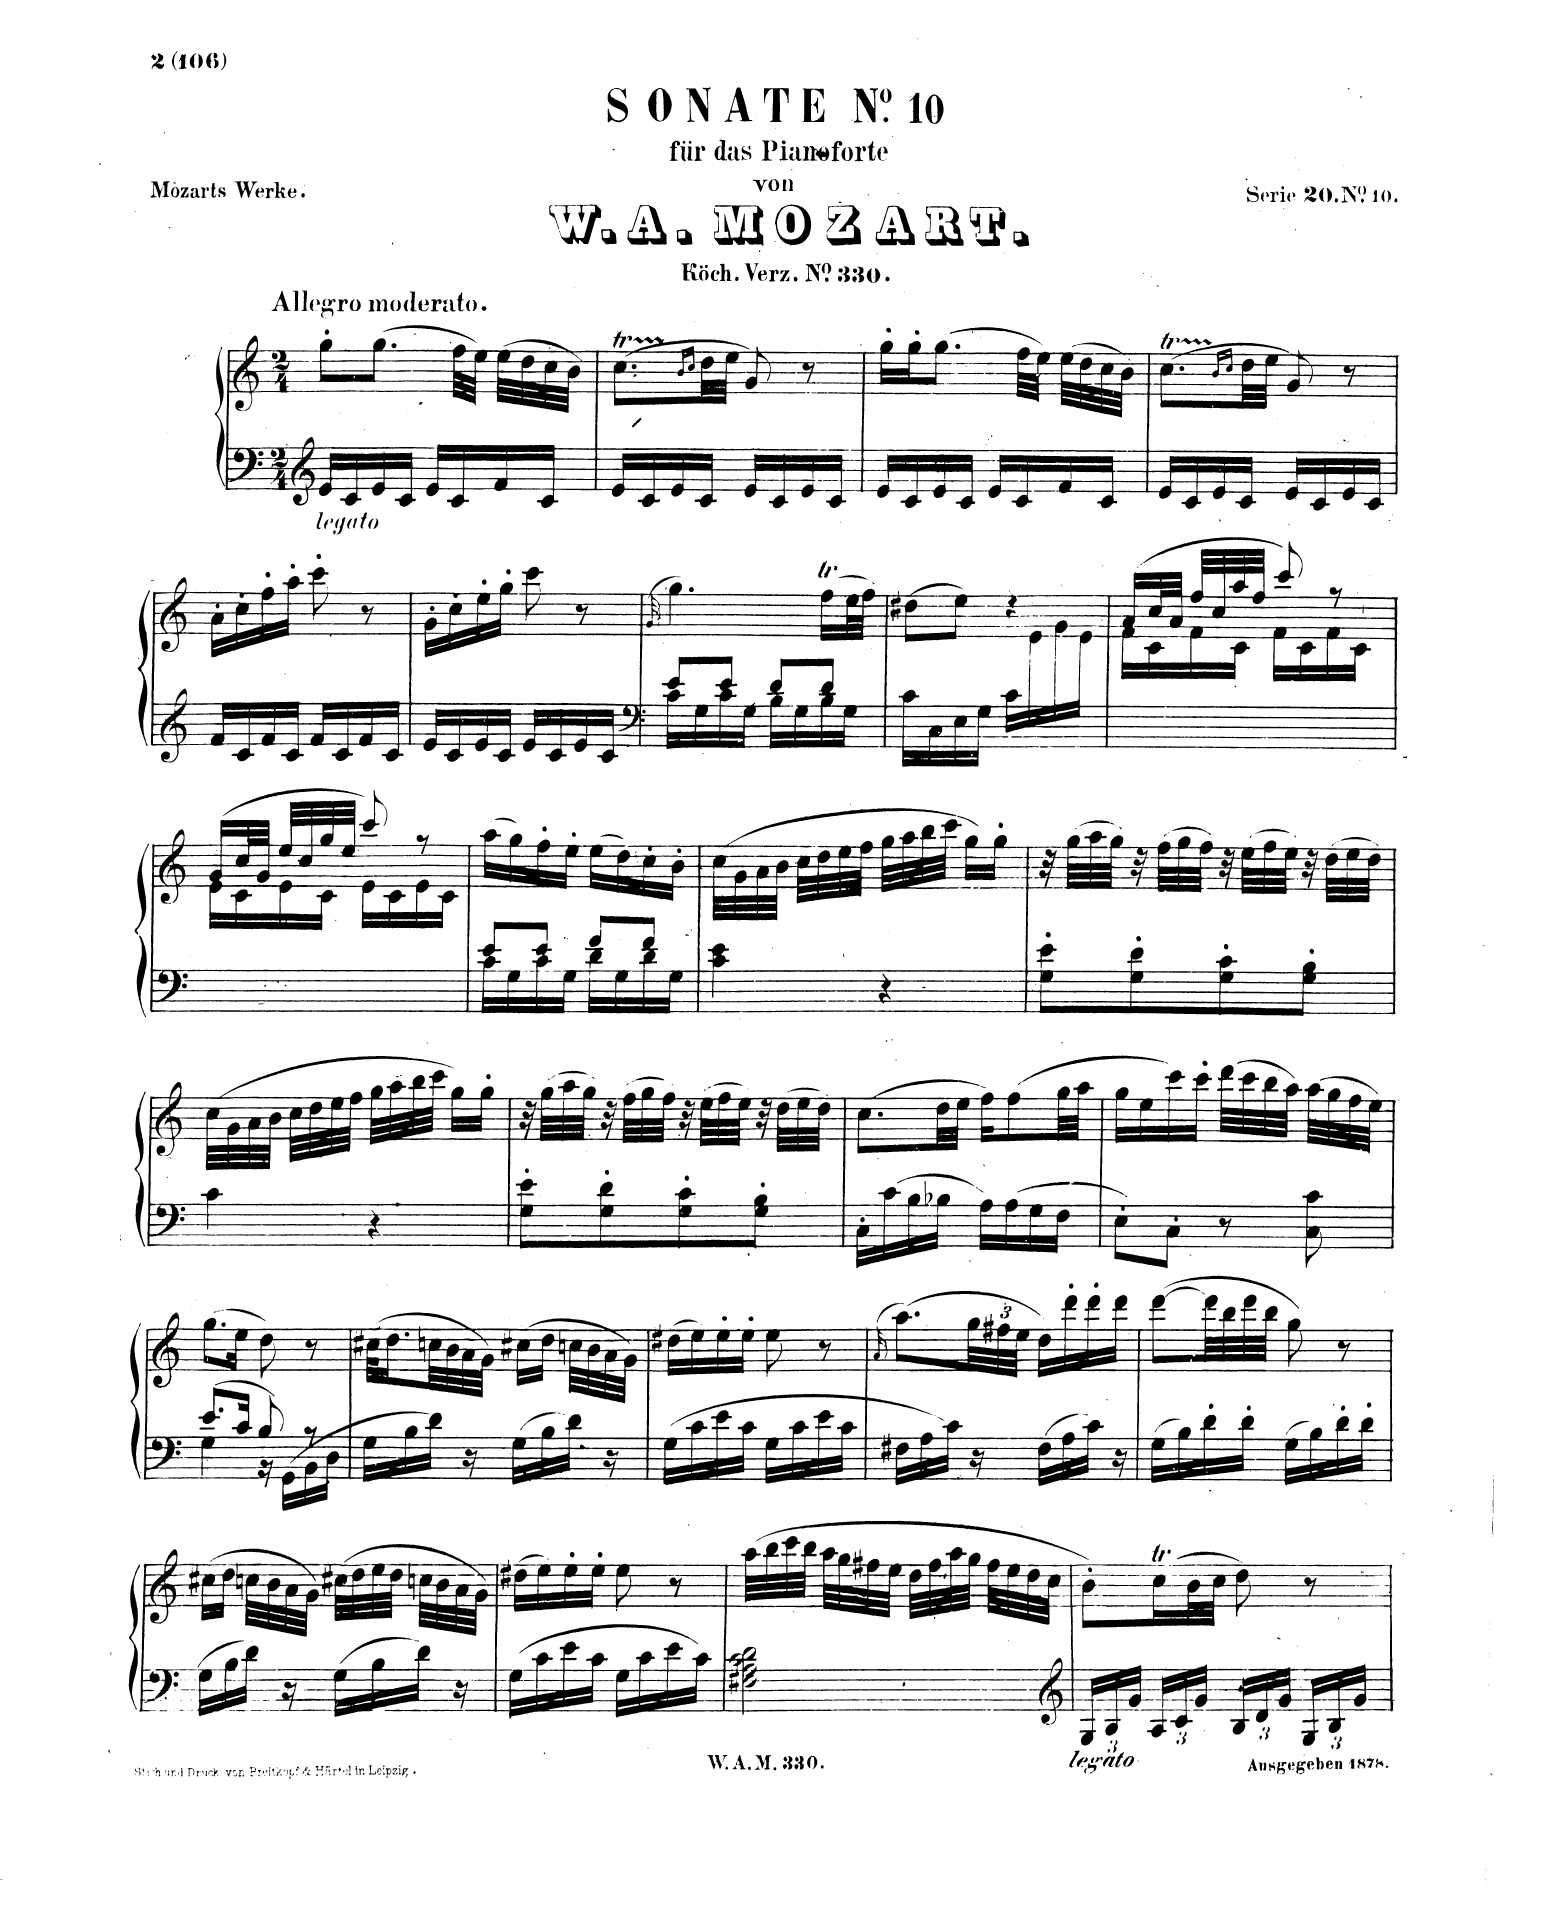 2 (106)
SONATE No. 10
für das Pianoforte
von
Mozarts Werke.
Serie 20. No. 10.
W. A. MOZART.
Köch. Verz. No. 330.
Allegro moderato.
tr
tr
legato
tr
3
tr
3 3 3 3
legato
Stich und Druck von Breitkopf & Härtel in Leipzig.
W. A. M. 330.
Ausgegeben 1878.